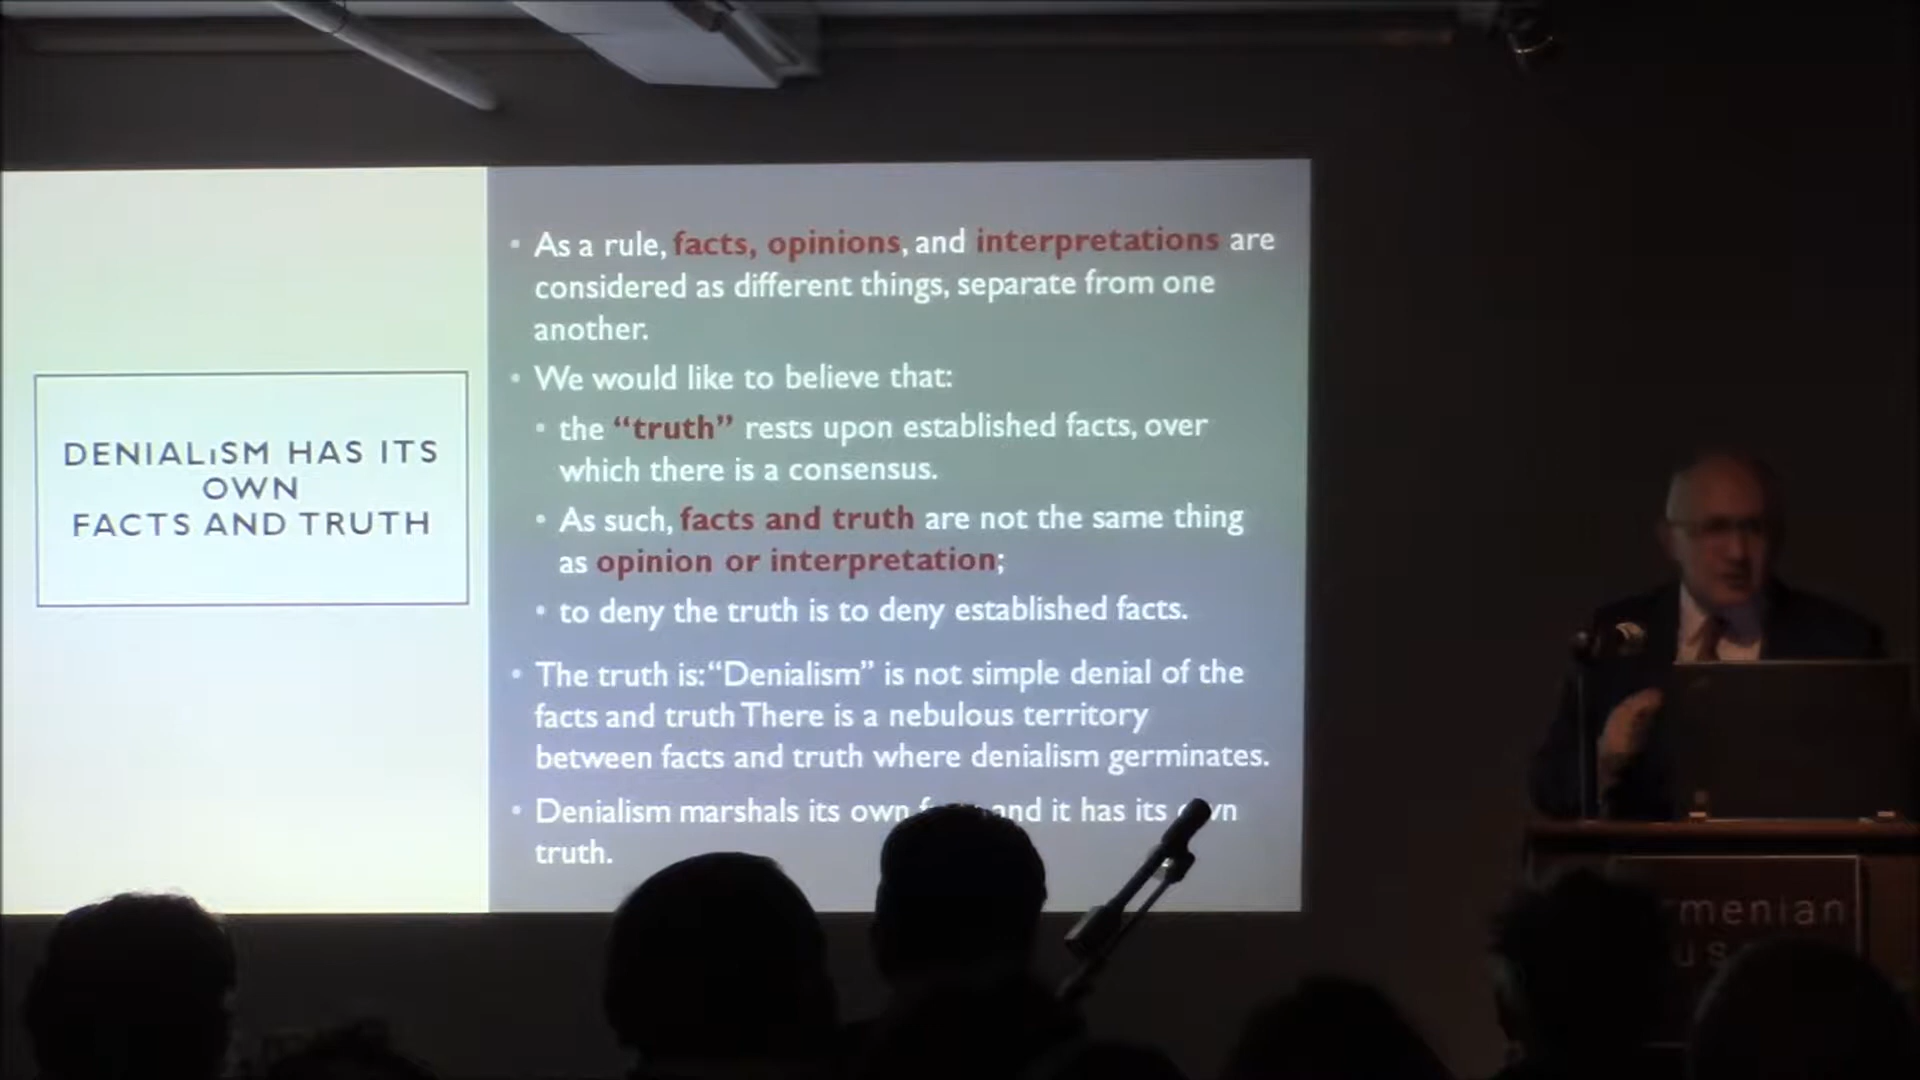 DENIALiSM HAS ITS
OWN
FACTS AND TRUTH
• As a rule, facts, opinions, and interpretations are
considered as different things, separate from one
another.
• We would like to believe that:
• the “truth” rests upon established facts, over
which there is a consensus.
• As such, facts and truth are not the same thing
as opinion or interpretation;
• to deny the truth is to deny established facts.
• The truth is: “Denialism” is not simple denial of the
facts and truth There is a nebulous territory
between facts and truth where denialism germinates.
• Denialism marshals its own and it has its
truth.
menian